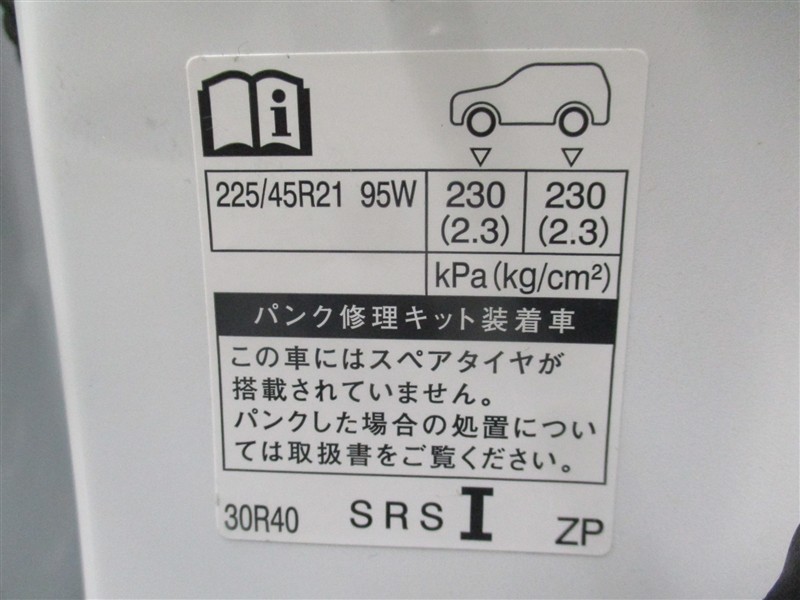 i
225/45R21 95W 230 230
(2.3) (2.3)
kPa(kg/cm²)
パンク修理キット装着車
この車にはスペアタイヤが
搭載されていません。
パンクした場合の処置につい
ては取扱書をご覧ください。
30R40 SRS I ZP